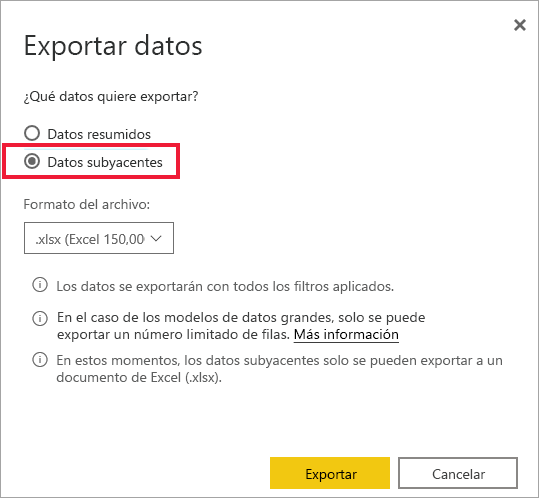 Exportar datos
¿Qué datos quiere exportar?
Datos resumidos
Datos subyacentes
Formato del archivo:
.xlsx (Excel 150,00
Los datos se exportarán con todos los filtros aplicados.
En el caso de los modelos de datos grandes, solo se puede
exportar un número limitado de filas. Más información
En estos momentos, los datos subyacentes solo se pueden exportar a un
documento de Excel (.xlsx).
Exportar
Cancelar